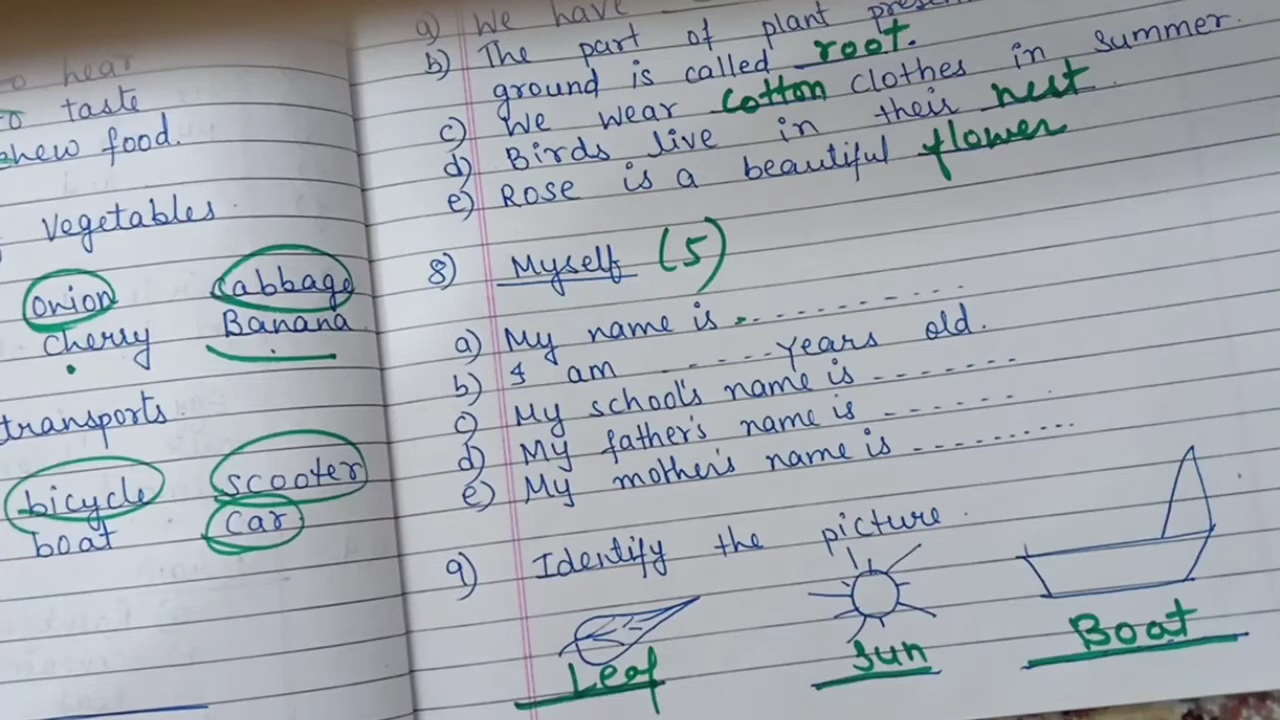 to hear
to taste
chew food.
Vegetables
onion cabbage
cherry Banana
transports
bicycle scooter
boat car
a) We have
b) The part of plant
ground is called root.
c) We wear cotton clothes in summer.
d) Birds live in their nest.
e) Rose is a beautiful flower
8) Myself (5)
a) My name is ..........
b) I am .....years old.
c) My school's name is .......
d) My father's name is .......
e) My mother's name is ..........
9) Identify the picture.
Leaf Sun Boat